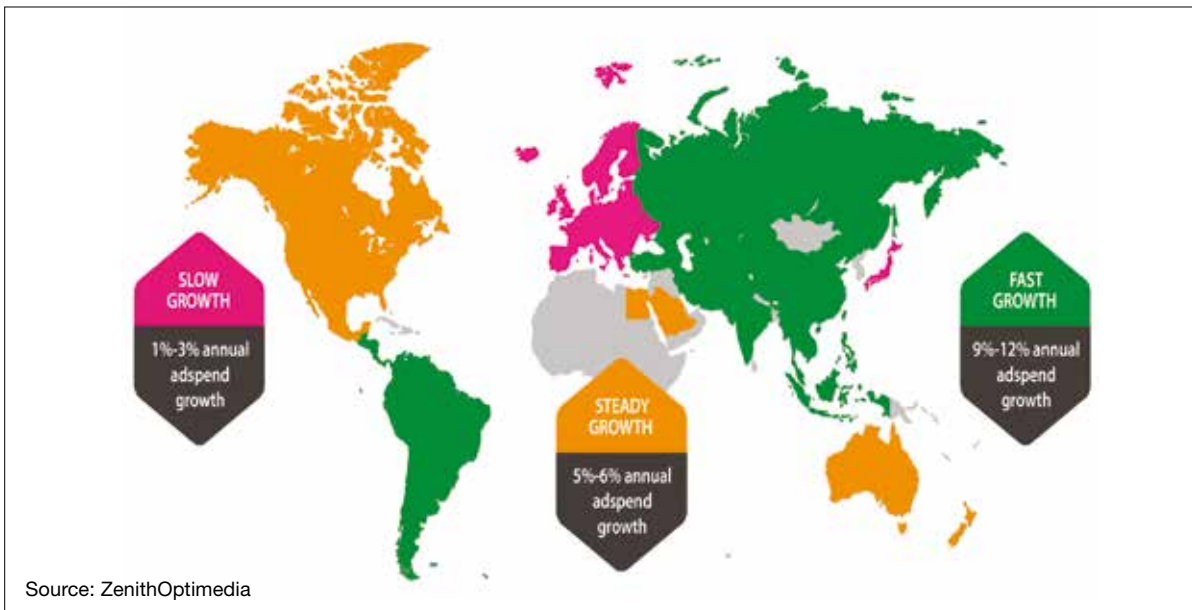 SLOW
GROWTH
1%-3% annual
adspend
growth
STEADY
GROWTH
5%-6% annual
adspend
growth
FAST
GROWTH
9%-12% annual
adspend
growth
Source: ZenithOptimedia